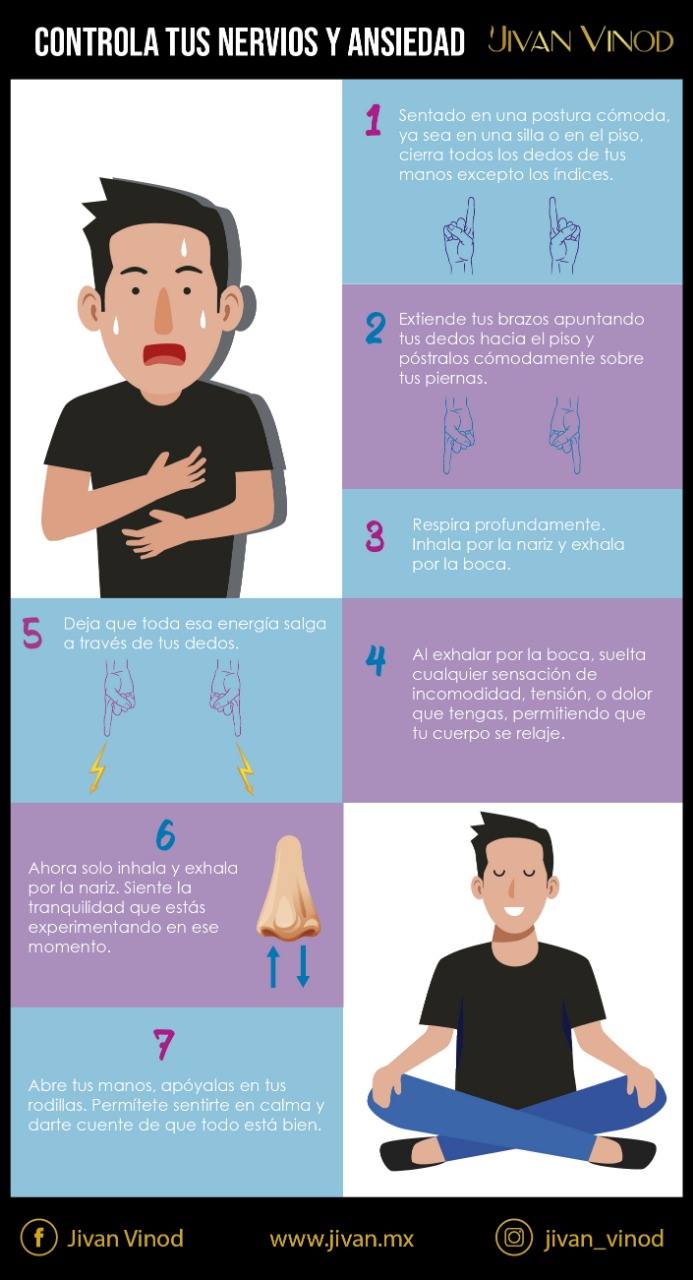 CONTROLA TUS NERVIOS Y ANSIEDAD
JIVAN VINOD
1
Sentado en una postura cómoda,
ya sea en una silla o en el piso,
cierra todos los dedos de tus
manos excepto los índices.
2
Extiende tus brazos apuntando
tus dedos hacia el piso y
póstralos cómodamente sobre
tus piernas.
3
Respira profundamente.
Inhala por la nariz y exhala
por la boca.
4
Al exhalar por la boca, suelta
cualquier sensación de
incomodidad, tensión, o dolor
que tengas, permitiendo que
tu cuerpo se relaje.
5
Deja que toda esa energía salga
a través de tus dedos.
6
Ahora solo inhala y exhala
por la nariz. Siente la
tranquilidad que estás
experimentando en ese
momento.
7
Abre tus manos, apóyalas en tus
rodillas. Permítete sentirte en calma y
darte cuenta de que todo está bien.
f Jivan Vinod
www.jivan.mx
jivan_vinod